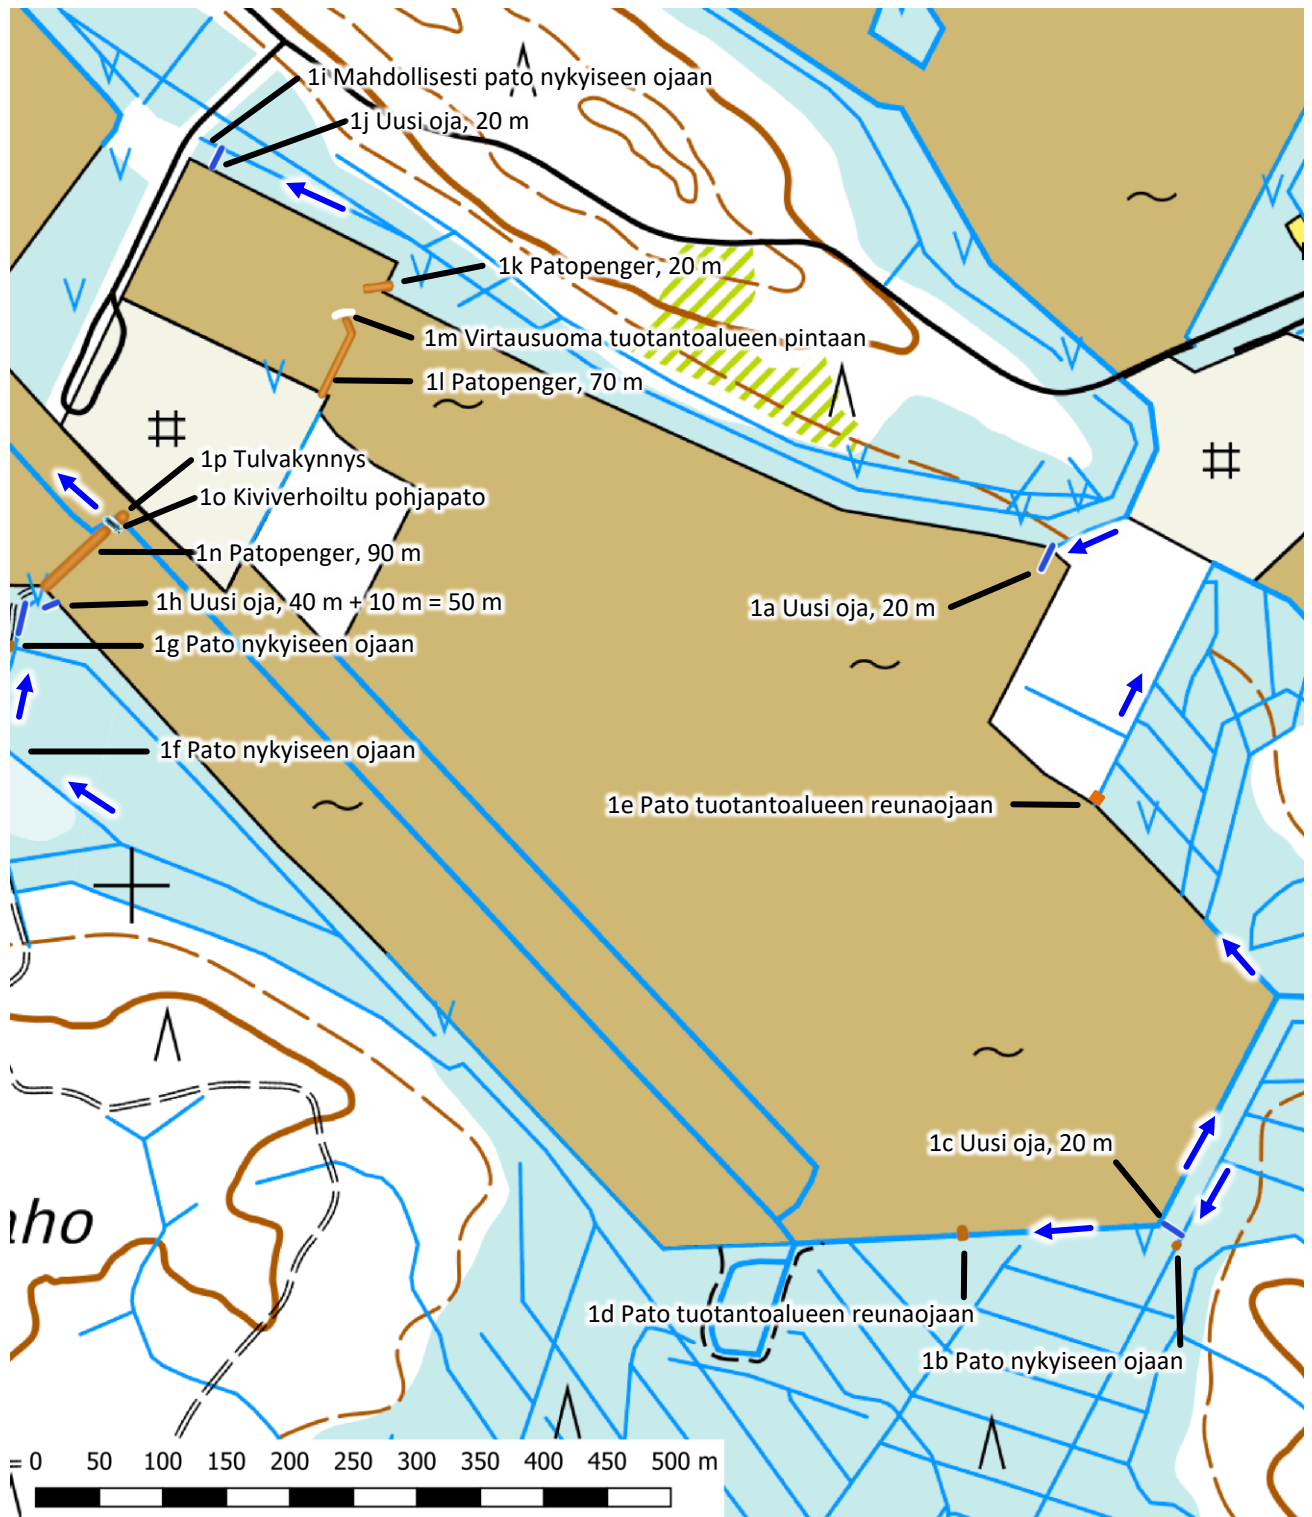 1i Mahdollisesti pato nykyiseen ojaan
1j Uusi oja, 20 m
1k Patopenger, 20 m
1m Virtausuoma tuotantoalueen pintaan
1l Patopenger, 70 m
1p Tulvakynnys
1o Kiviverhoiltu pohjapato
1n Patopenger, 90 m
1h Uusi oja, 40 m + 10 m = 50 m
1a Uusi oja, 20 m
1g Pato nykyiseen ojaan
1f Pato nykyiseen ojaan
1e Pato tuotantoalueen reunaojaan
1c Uusi oja, 20 m
aho
1d Pato tuotantoalueen reunaojaan
1b Pato nykyiseen ojaan
0 50 100 150 200 250 300 350 400 450 500 m